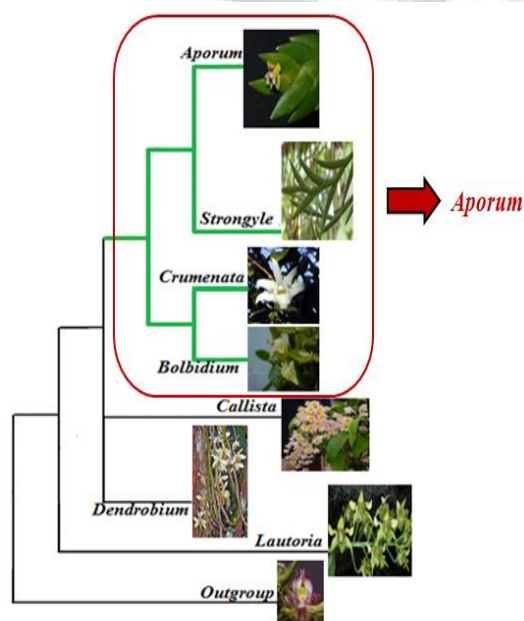 Aporum
Strongyle
Aporum
Crumenata
Bolbidium
Callista
Dendrobium
Lautoria
Outgroup